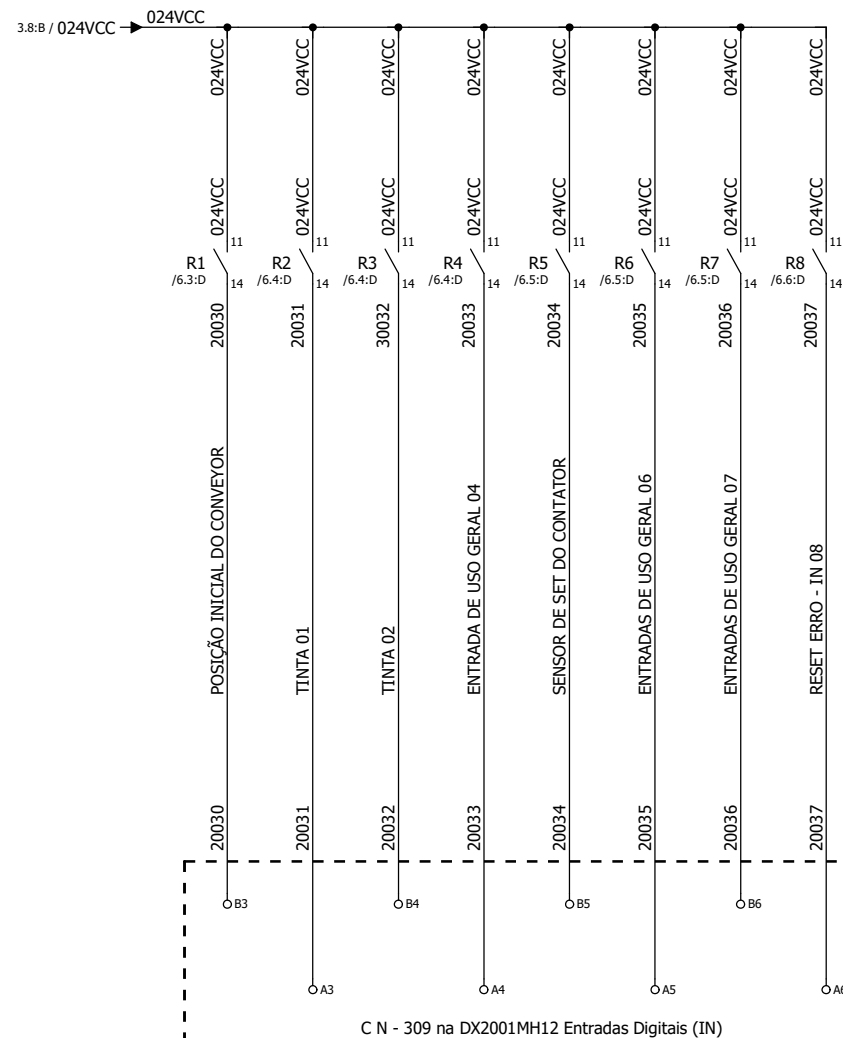 3.8:B / 024VCC
024VCC
024VCC 024VCC 024VCC 024VCC 024VCC 024VCC 024VCC 024VCC
024VCC 024VCC 024VCC 024VCC 024VCC 024VCC 024VCC 024VCC
11 11 11 11 11 11 11 11
R1 R2 R3 R4 R5 R6 R7 R8
/6.3:D /6.4:D /6.4:D /6.4:D /6.5:D /6.5:D /6.5:D /6.6:D
14 14 14 14 14 14 14 14
20030 20031 30032 20033 20034 20035 20036 20037
POSIÇÃO INICIAL DO CONVEYOR
TINTA 01
TINTA 02
ENTRADA DE USO GERAL 04
SENSOR DE SET DO CONTATOR
ENTRADAS DE USO GERAL 06
ENTRADAS DE USO GERAL 07
RESET ERRO - IN 08
20030 20031 20032 20033 20034 20035 20036 20037
B3 B4 B5 B6
A3 A4 A5 A6
C N - 309 na DX2001MH12 Entradas Digitais (IN)